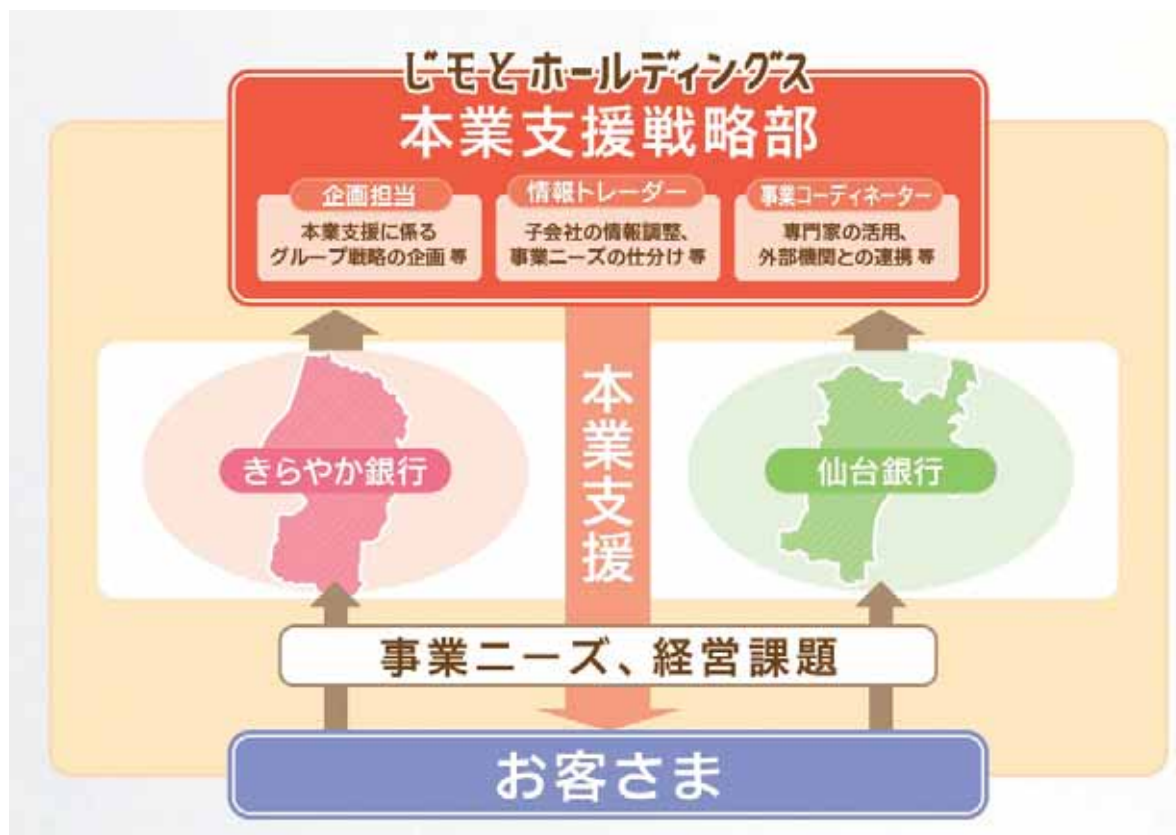 じモとホールディングス
本業支援戦略部
企画担当
本業支援に係る
グループ戦略の企画 等
情報トレーダー
子会社の情報調整、
事業ニーズの仕分け 等
事業コーディネーター
専門家の活用、
外部機関との連携 等
本業支援
きらやか銀行
仙台銀行
事業ニーズ、経営課題
お客さま